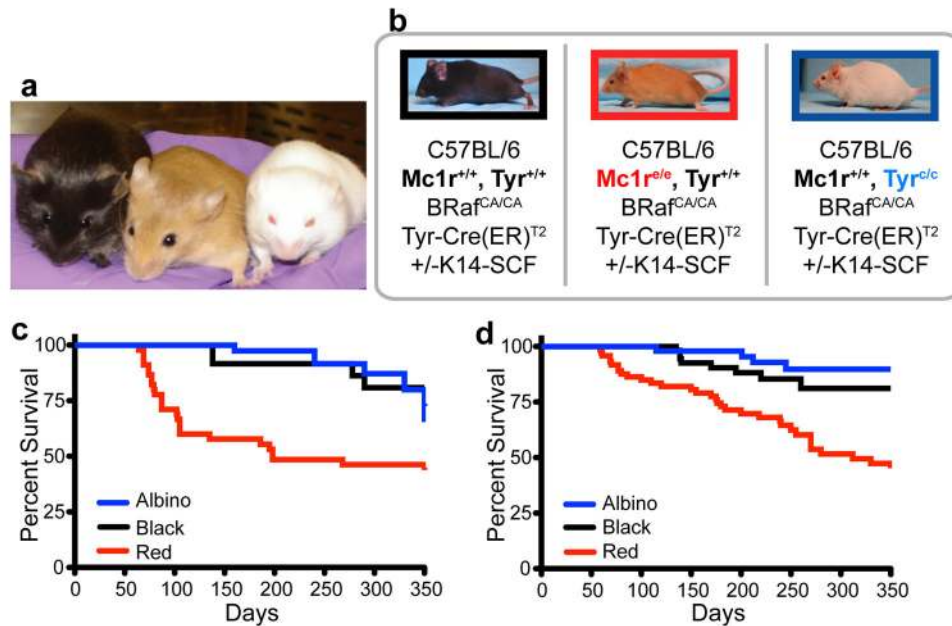 a
b
C57BL/6
Mc1r+/+, Tyr+/+
BRafCA/CA
Tyr-Cre(ER)T2
+/-K14-SCF
C57BL/6
Mc1re/e, Tyr+/+
BRafCA/CA
Tyr-Cre(ER)T2
+/-K14-SCF
C57BL/6
Mc1r+/+, Tyrc/c
BRafCA/CA
Tyr-Cre(ER)T2
+/-K14-SCF
c
Percent Survival
100
75
50
25
0
Albino
Black
Red
0 50 100 150 200 250 300 350
Days
d
Percent Survival
100
75
50
25
0
Albino
Black
Red
0 50 100 150 200 250 300 350
Days